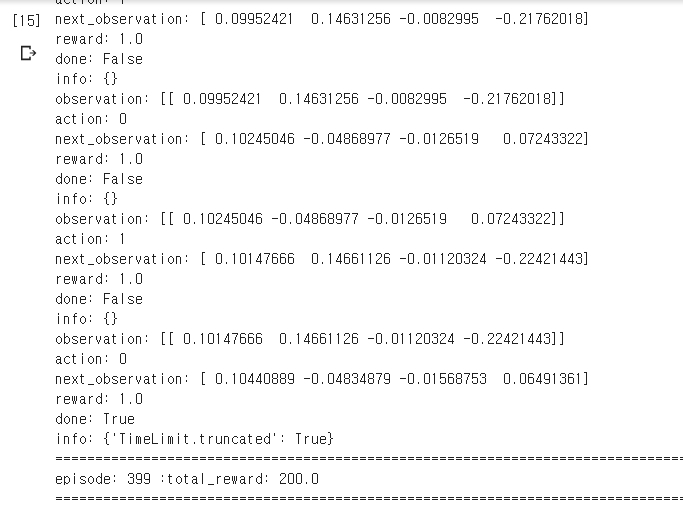 action: 1
[15] next_observation: [ 0.09952421  0.14631256 -0.0082995  -0.21762018]
reward: 1.0
done: False
info: {}
observation: [[ 0.09952421  0.14631256 -0.0082995  -0.21762018]]
action: 0
next_observation: [ 0.10245046 -0.04868977 -0.0126519   0.07243322]
reward: 1.0
done: False
info: {}
observation: [[ 0.10245046 -0.04868977 -0.0126519   0.07243322]]
action: 1
next_observation: [ 0.10147666  0.14661126 -0.01120324 -0.22421443]
reward: 1.0
done: False
info: {}
observation: [[ 0.10147666  0.14661126 -0.01120324 -0.22421443]]
action: 0
next_observation: [ 0.10440889 -0.04834879 -0.01568753  0.06491361]
reward: 1.0
done: True
info: {'TimeLimit.truncated': True}
================================================================================
episode: 399 :total_reward: 200.0
================================================================================